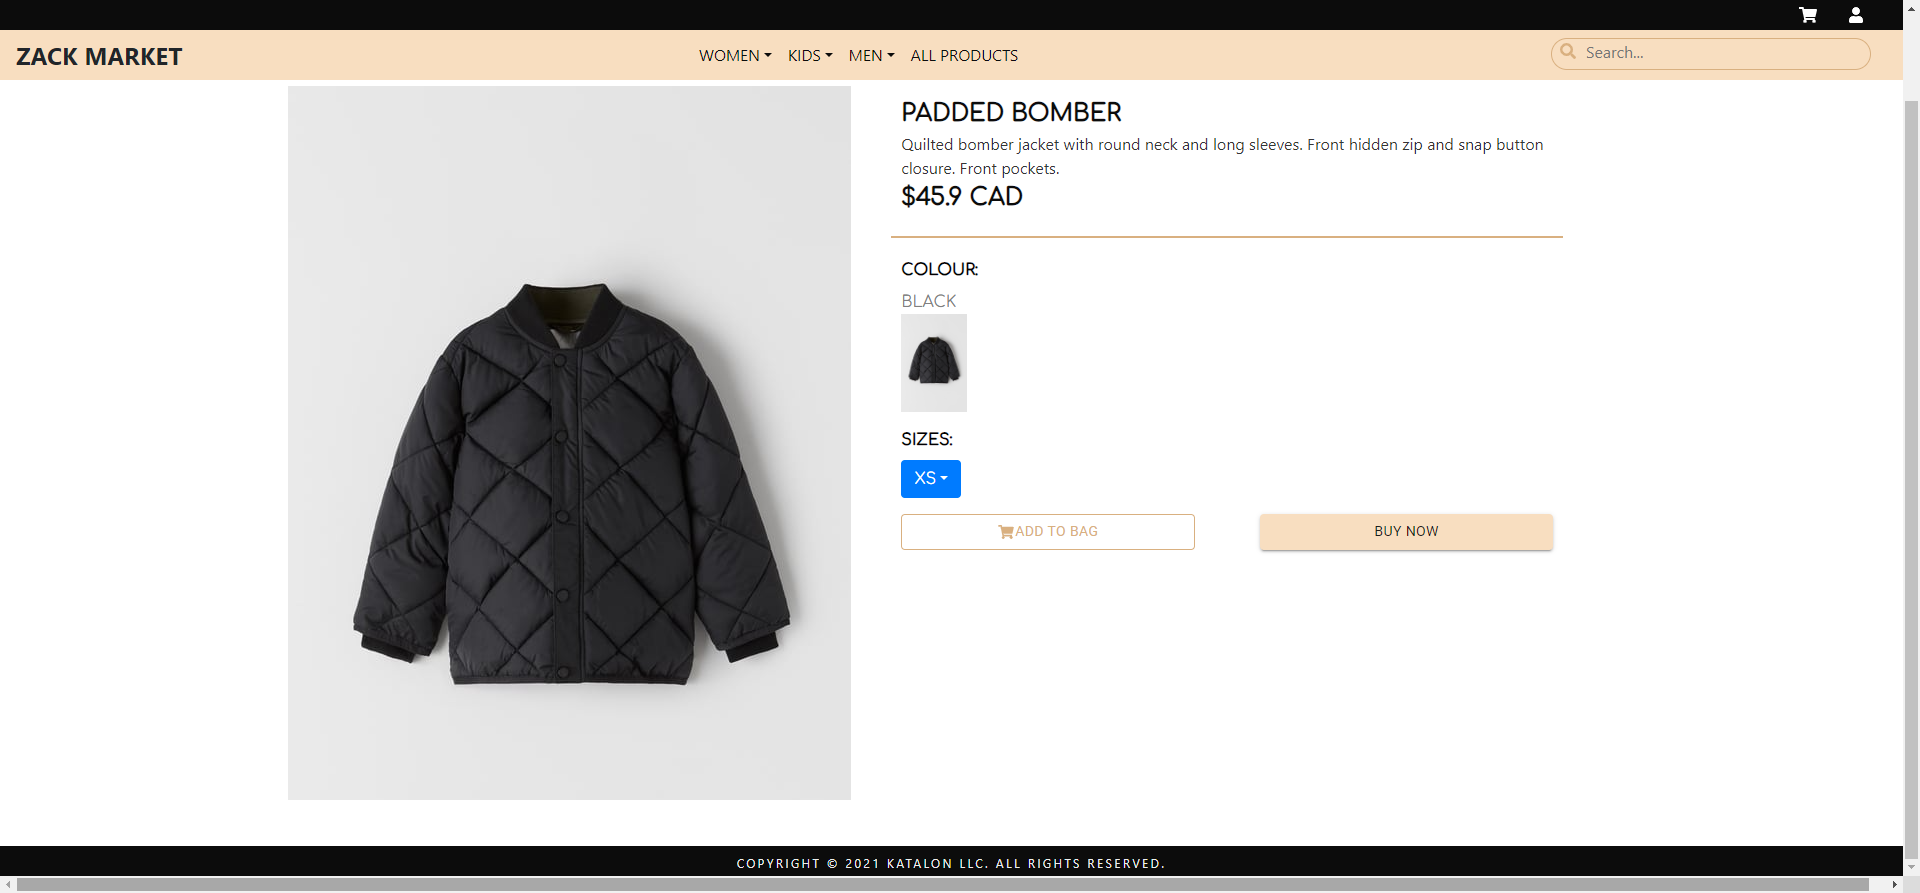 ZACK MARKET
WOMEN KIDS MEN ALL PRODUCTS
Search...
PADDED BOMBER
Quilted bomber jacket with round neck and long sleeves. Front hidden zip and snap button
closure. Front pockets.
$45.9 CAD
COLOUR:
BLACK
SIZES:
XS
ADD TO BAG
BUY NOW
COPYRIGHT © 2021 KATALON LLC. ALL RIGHTS RESERVED.